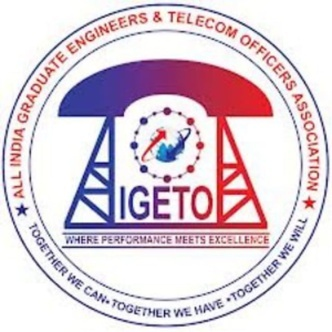 ALL INDIA GRADUATE ENGINEERS & TELECOM OFFICERS ASSOCIATION
AIGETOA
WHERE PERFORMANCE MEETS EXCELLENCE
TOGETHER WE CAN•TOGETHER WE HAVE •TOGETHER WE WILL